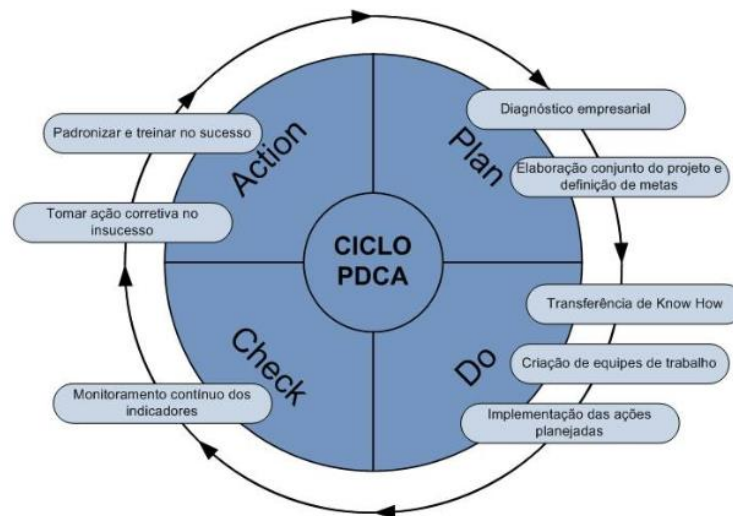 Padronizar e treinar no sucesso
Tomar ação corretiva no
insucesso
Action
Plan
Diagnóstico empresarial
Elaboração conjunto do projeto e
definição de metas
CICLO
PDCA
Transferência de Know How
Criação de equipes de trabalho
Implementação das ações
planejadas
Do
Check
Monitoramento contínuo dos
indicadores